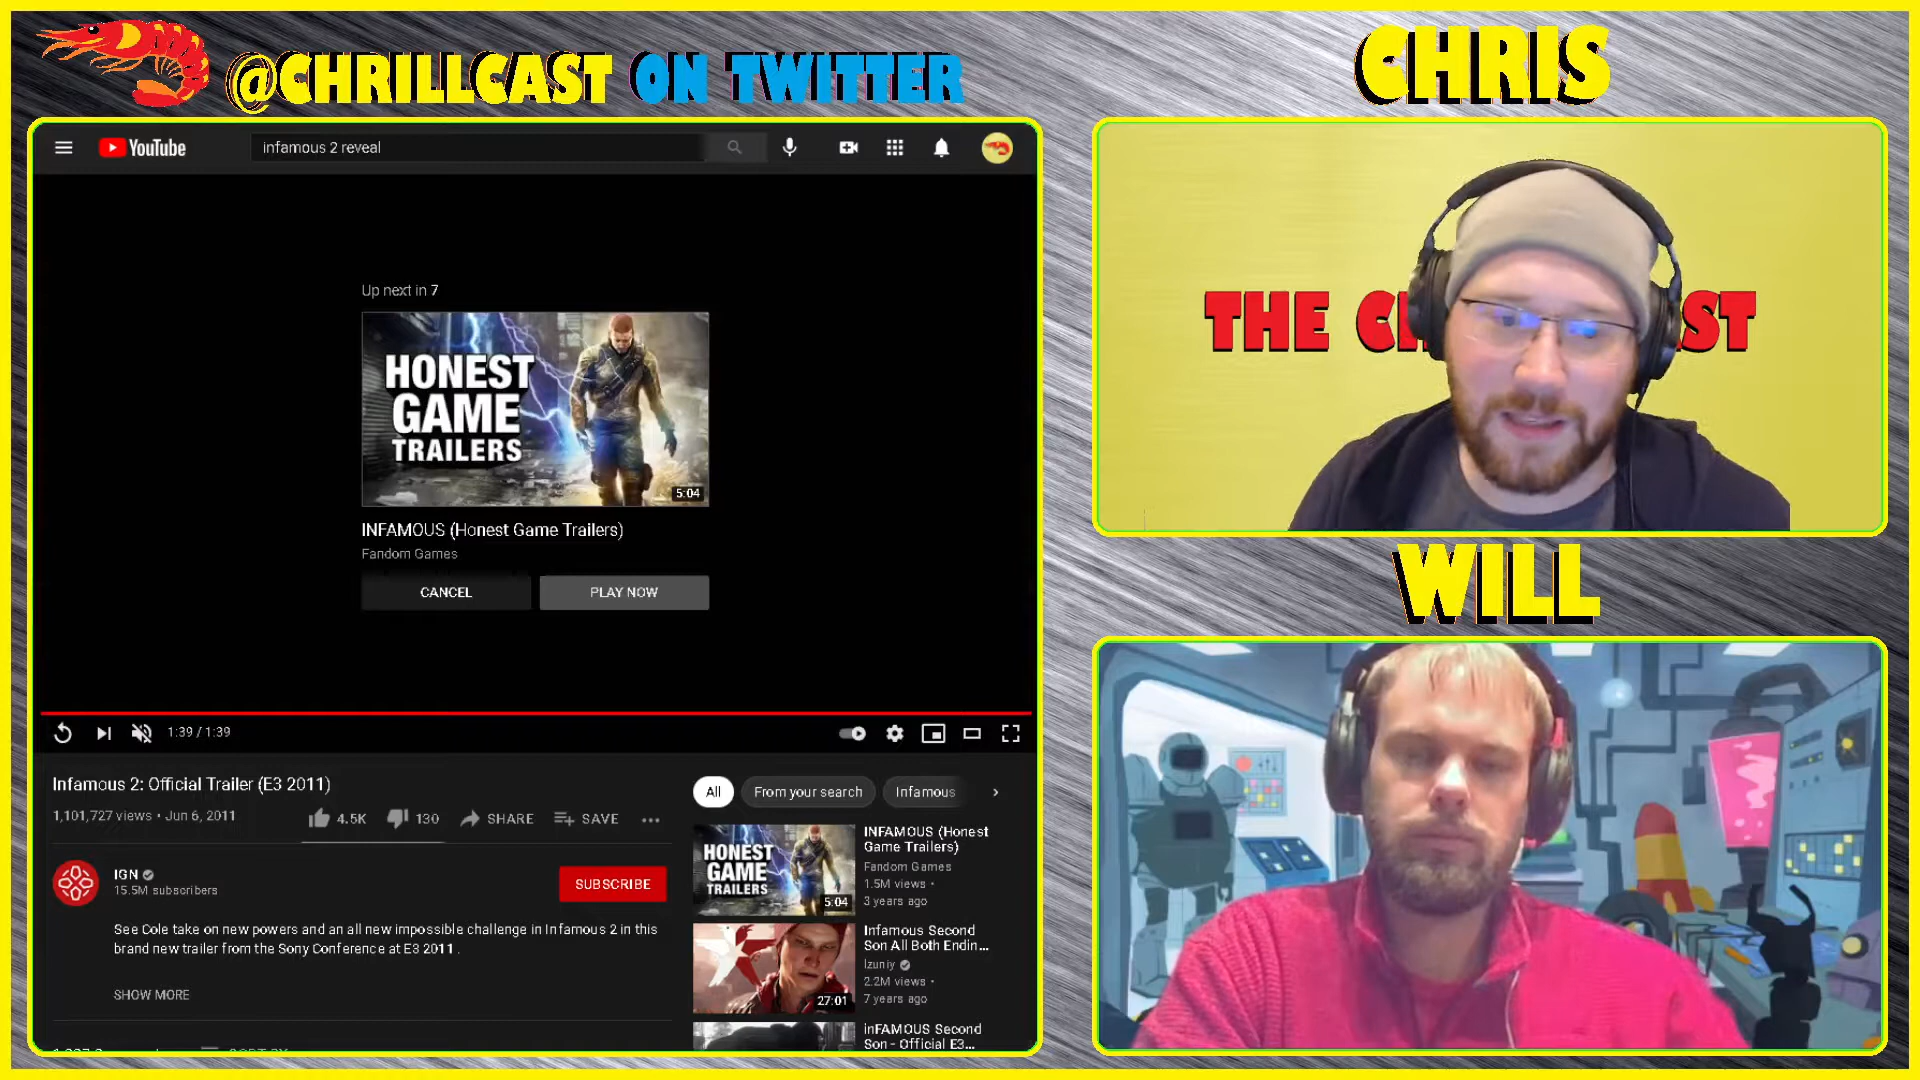 @CHRILLCAST ON TWITTER
CHRIS
YouTube
infamous 2 reveal
Up next in 7
HONEST
GAME
TRAILERS
5:04
INFAMOUS (Honest Game Trailers)
Fandom Games
CANCEL
PLAY NOW
1:39 / 1:39
Infamous 2: Official Trailer (E3 2011)
1,101,727 views • Jun 6, 2011
4.5K
130
SHARE
SAVE
IGN
15.5M subscribers
SUBSCRIBE
See Cole take on new powers and an all new impossible challenge in Infamous 2 in this
brand new trailer from the Sony Conference at E3 2011.
SHOW MORE
All
From your search
Infamous
HONEST
GAME
TRAILERS
5:04
INFAMOUS (Honest
Game Trailers)
Fandom Games
1.5M views •
3 years ago
27:01
Infamous Second
Son All Both Endin...
Izuniy
2.2M views •
7 years ago
inFAMOUS Second
Son - Official E3...
THE C
ST
WILL